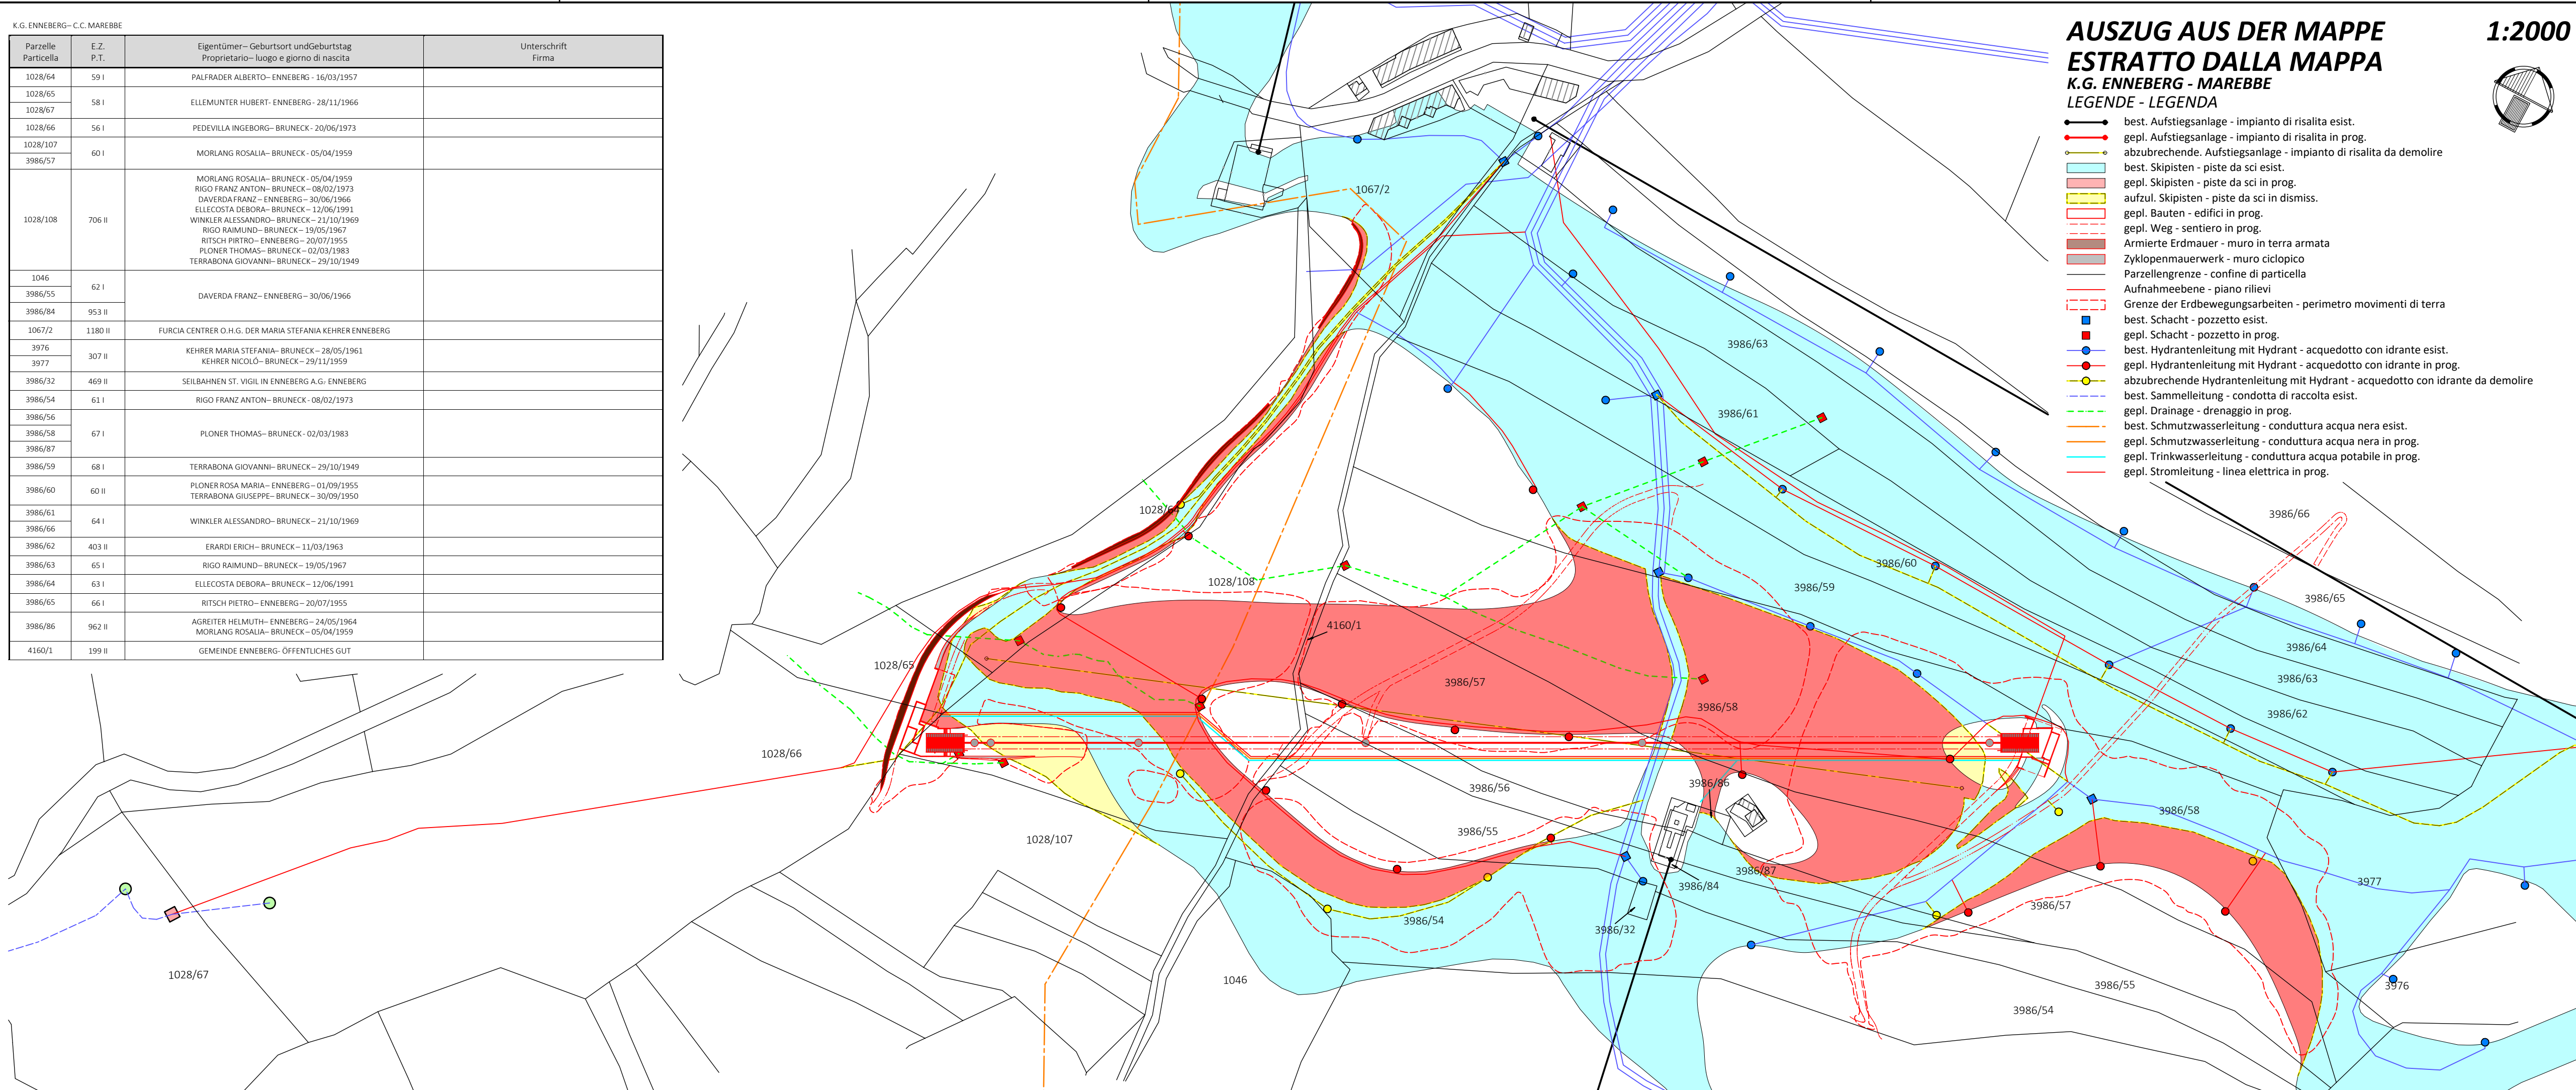 K.G. ENNEBERG– C.C. MAREBBE
Parzelle E.Z. Eigentümer– Geburtsort undGeburtstag Unterschrift
Particella P.T. Proprietario– luogo e giorno di nascita Firma
1028/64 59 I PALFRADER ALBERTO– ENNEBERG - 16/03/1957
1028/65
58 I ELLEMUNTER HUBERT- ENNEBERG - 28/11/1966
1028/67
1028/66 56 I PEDEVILLA INGEBORG– BRUNECK - 20/06/1973
1028/107
60 I MORLANG ROSALIA– BRUNECK - 05/04/1959
3986/57
1028/108 706 II
MORLANG ROSALIA– BRUNECK - 05/04/1959
RIGO FRANZ ANTON– BRUNECK – 08/02/1973
DAVERDA FRANZ – ENNEBERG – 30/06/1966
ELLECOSTA DEBORA– BRUNECK – 12/06/1991
WINKLER ALESSANDRO– BRUNECK – 21/10/1969
RIGO RAIMUND– BRUNECK – 19/05/1967
RITSCH PIRTRO– ENNEBERG – 20/07/1955
PLONER THOMAS– BRUNECK – 02/03/1983
TERRABONA GIOVANNI– BRUNECK – 29/10/1949
1046
62 I
3986/55
DAVERDA FRANZ– ENNEBERG – 30/06/1966
3986/84 953 II
1067/2 1180 II FURCIA CENTRER O.H.G. DER MARIA STEFANIA KEHRER ENNEBERG
3976
307 II
KEHRER MARIA STEFANIA– BRUNECK – 28/05/1961
KEHRER NICOLÓ– BRUNECK – 29/11/1959
3977
3986/32 469 II SEILBAHNEN ST. VIGIL IN ENNEBERG A.G.- ENNEBERG
3986/54 61 I RIGO FRANZ ANTON– BRUNECK - 08/02/1973
3986/56
3986/58 67 I PLONER THOMAS– BRUNECK - 02/03/1983
3986/87
3986/59 68 I TERRABONA GIOVANNI– BRUNECK – 29/10/1949
3986/60 60 II
PLONER ROSA MARIA– ENNEBERG – 01/09/1955
TERRABONA GIUSEPPE– BRUNECK – 30/09/1950
3986/61
64 I WINKLER ALESSANDRO– BRUNECK – 21/10/1969
3986/66
3986/62 403 II ERARDI ERICH– BRUNECK – 11/03/1963
3986/63 65 I RIGO RAIMUND– BRUNECK – 19/05/1967
3986/64 63 I ELLECOSTA DEBORA– BRUNECK – 12/06/1991
3986/65 66 I RITSCH PIETRO– ENNEBERG – 20/07/1955
3986/86 962 II
AGREITER HELMUTH– ENNEBERG – 24/05/1964
MORLANG ROSALIA– BRUNECK – 05/04/1959
4160/1 199 II GEMEINDE ENNEBERG- ÖFFENTLICHES GUT
AUSZUG AUS DER MAPPE 1:2000
ESTRATTO DALLA MAPPA
K.G. ENNEBERG - MAREBBE
LEGENDE - LEGENDA
best. Aufstiegsanlage - impianto di risalita esist.
gepl. Aufstiegsanlage - impianto di risalita in prog.
abzubrechende. Aufstiegsanlage - impianto di risalita da demolire
best. Skipisten - piste da sci esist.
gepl. Skipisten - piste da sci in prog.
aufzul. Skipisten - piste da sci in dismiss.
gepl. Bauten - edifici in prog.
gepl. Weg - sentiero in prog.
Armierte Erdmauer - muro in terra armata
Zyklopenmauerwerk - muro ciclopico
Parzellengrenze - confine di particella
Aufnahmeebene - piano rilievi
Grenze der Erdbewegungsarbeiten - perimetro movimenti di terra
best. Schacht - pozzetto esist.
gepl. Schacht - pozzetto in prog.
best. Hydrantenleitung mit Hydrant - acquedotto con idrante esist.
gepl. Hydrantenleitung mit Hydrant - acquedotto con idrante in prog.
abzubrechende Hydrantenleitung mit Hydrant - acquedotto con idrante da demolire
best. Sammelleitung - condotta di raccolta esist.
gepl. Drainage - drenaggio in prog.
best. Schmutzwasserleitung - conduttura acqua nera esist.
gepl. Schmutzwasserleitung - conduttura acqua nera in prog.
gepl. Trinkwasserleitung - conduttura acqua potabile in prog.
gepl. Stromleitung - linea elettrica in prog.
1067/2
3986/63
3986/61
1028/64
3986/66
3986/60
1028/108
3986/59
3986/65
4160/1
3986/64
1028/65
3986/63
3986/57
3986/58
3986/62
1028/66
3986/86
3986/56
3986/58
3986/55
1028/107
3986/87
3977
3986/84
3986/57
3986/54
3986/32
1028/67
1046
3986/55
3976
3986/54